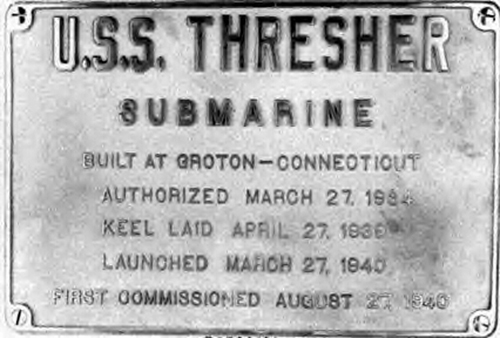 U.S.S. THRESHER
SUBMARINE
BUILT AT GROTON-CONNECTICUT
AUTHORIZED MARCH 27, 1934
KEEL LAID APRIL 27, 1939
LAUNCHED MARCH 27, 1940
FIRST COMMISSIONED AUGUST 27, 1940